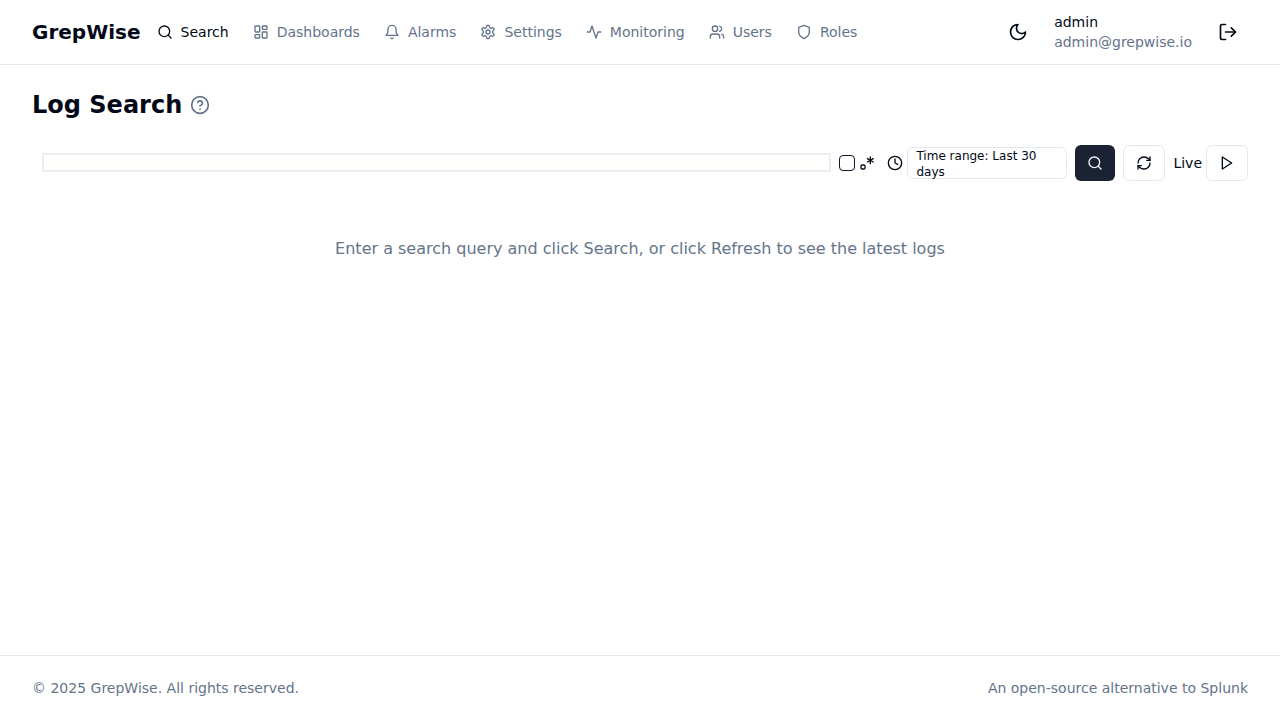 GrepWise
Search
Dashboards
Alarms
Settings
Monitoring
Users
Roles
admin
admin@grepwise.io
Log Search
Time range: Last 30
days
Live
Enter a search query and click Search, or click Refresh to see the latest logs
© 2025 GrepWise. All rights reserved.
An open-source alternative to Splunk